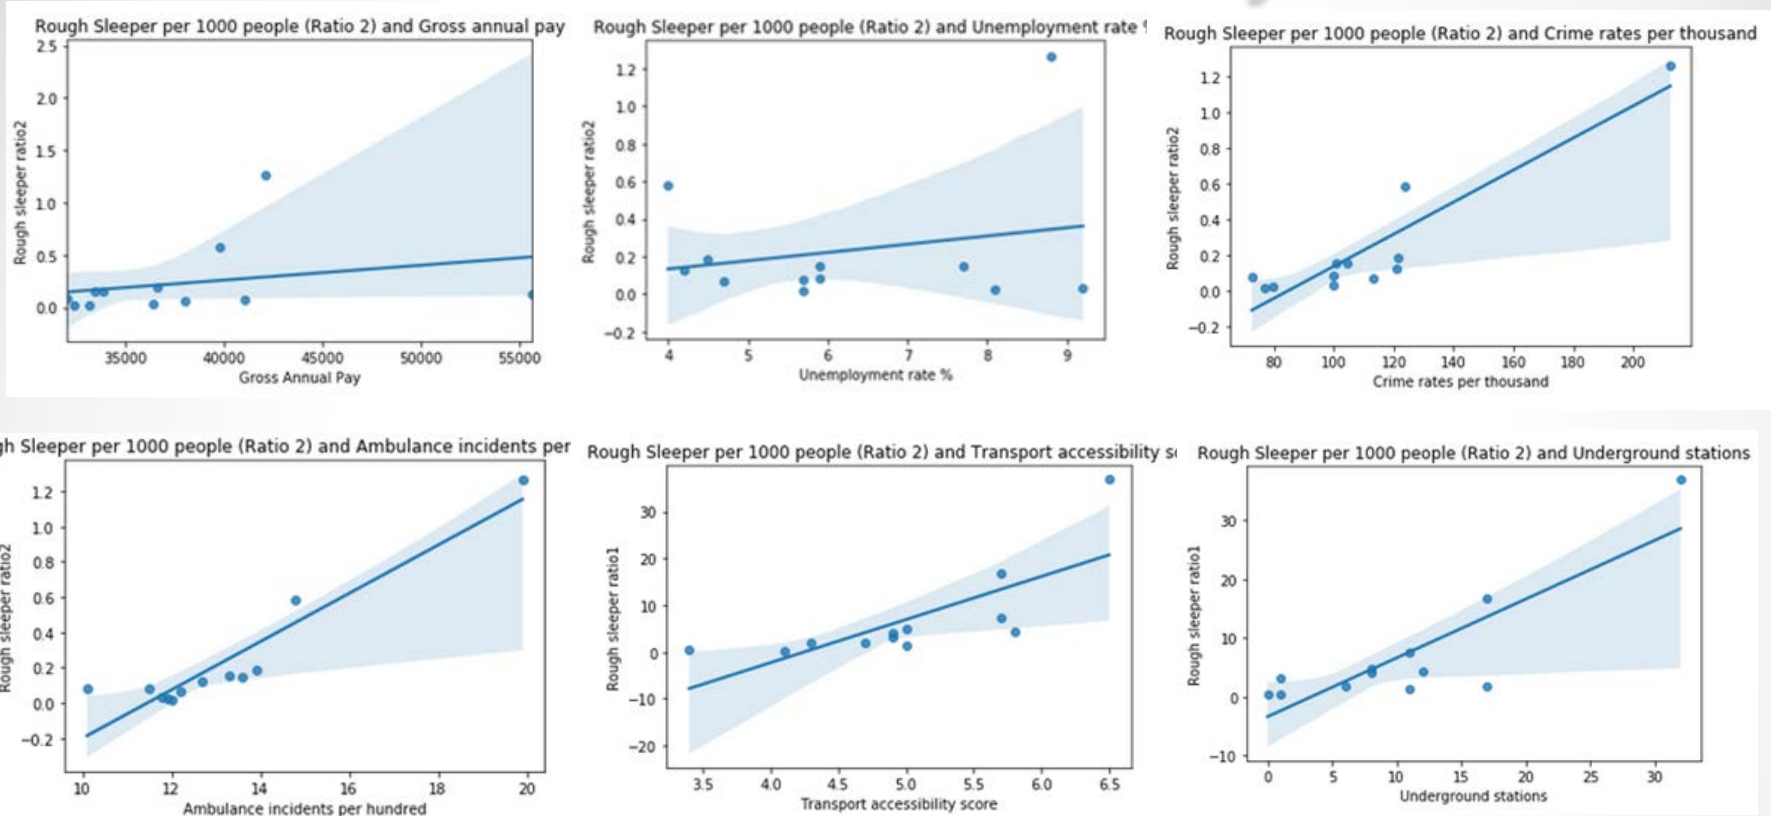 Rough Sleeper per 1000 people (Ratio 2) and Gross annual pay
2.5
2.0
1.5
1.0
0.5
0.0
Rough sleeper ratio2
35000 40000 45000 50000 55000
Gross Annual Pay
Rough Sleeper per 1000 people (Ratio 2) and Unemployment rate
1.2
1.0
0.8
0.6
0.4
0.2
0.0
−0.2
Rough sleeper ratio2
4 5 6 7 8 9
Unemployment rate %
Rough Sleeper per 1000 people (Ratio 2) and Crime rates per thousand
1.2
1.0
0.8
0.6
0.4
0.2
0.0
−0.2
Rough sleeper ratio2
80 100 120 140 160 180 200
Crime rates per thousand
gh Sleeper per 1000 people (Ratio 2) and Ambulance incidents per
1.2
1.0
0.8
0.6
0.4
0.2
0.0
−0.2
Rough sleeper ratio2
10 12 14 16 18 20
Ambulance incidents per hundred
Rough Sleeper per 1000 people (Ratio 2) and Transport accessibility
30
20
10
0
−10
−20
Rough sleeper ratio1
3.5 4.0 4.5 5.0 5.5 6.0 6.5
Transport accessibility score
Rough Sleeper per 1000 people (Ratio 2) and Underground stations
30
20
10
0
−10
Rough sleeper ratio1
0 5 10 15 20 25 30
Underground stations